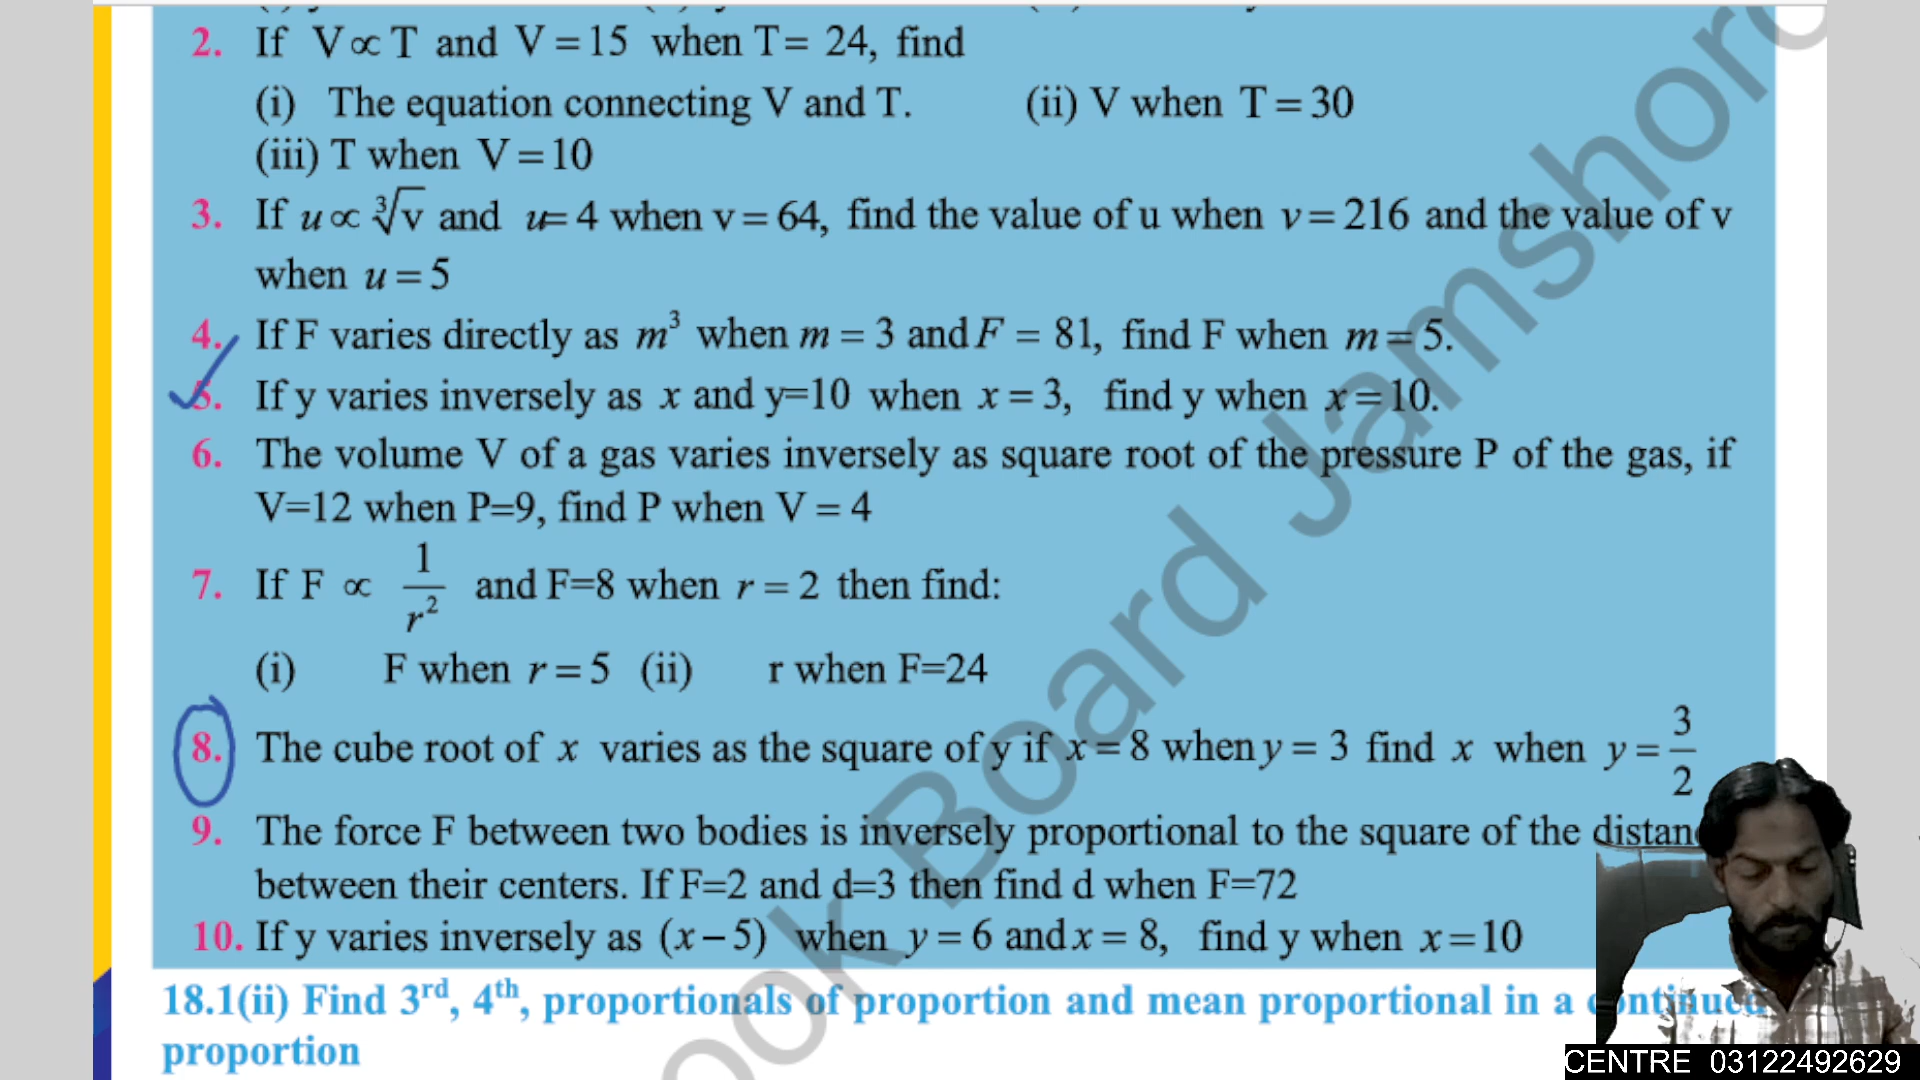 2. If V ∝ T and V = 15 when T = 24, find
(i) The equation connecting V and T. (ii) V when T = 30
(iii) T when V = 10
3. If u ∝ ∛v and u = 4 when v = 64, find the value of u when v = 216 and the value of v
when u = 5
4. If F varies directly as m³ when m = 3 and F = 81, find F when m = 5.
5. If y varies inversely as x and y=10 when x = 3, find y when x = 10.
6. The volume V of a gas varies inversely as square root of the pressure P of the gas, if
V=12 when P=9, find P when V = 4
7. If F ∝ 1/r² and F=8 when r = 2 then find:
(i) F when r = 5 (ii) r when F=24
8. The cube root of x varies as the square of y if x = 8 when y = 3 find x when y = 3/2
9. The force F between two bodies is inversely proportional to the square of the
between their centers. If F=2 and d=3 then find d when F=72
10. If y varies inversely as (x – 5) when y = 6 and x = 8, find y when x = 10
18.1(ii) Find 3rd, 4th, proportionals of proportion and mean proportional in a continued
proportion
ook Board Jamshor
CENTRE 03122492629